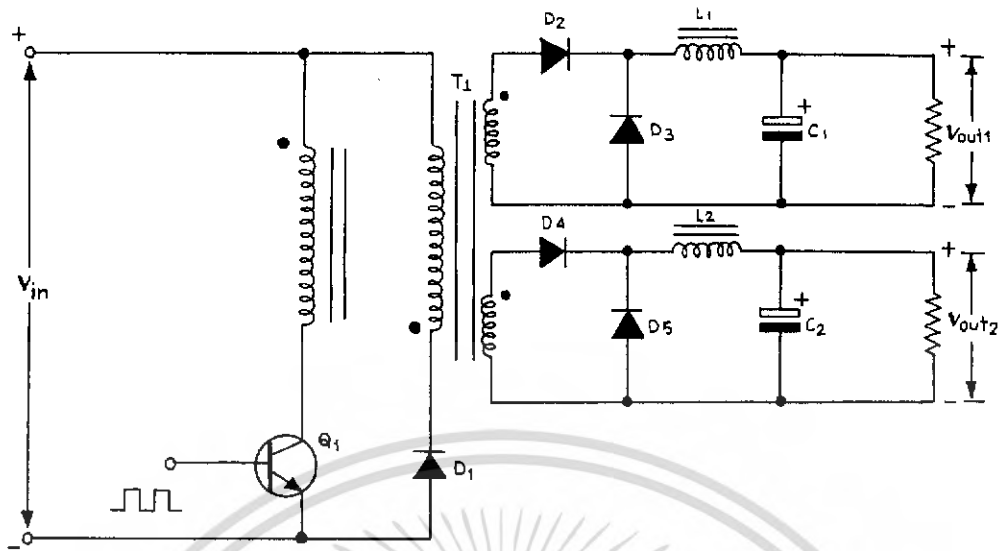 +
Vin
−
Q1
D1
T1
D2
L1
D3
+
C1
+
Vout1
−
D4
L2
D5
+
C2
+
Vout2
−